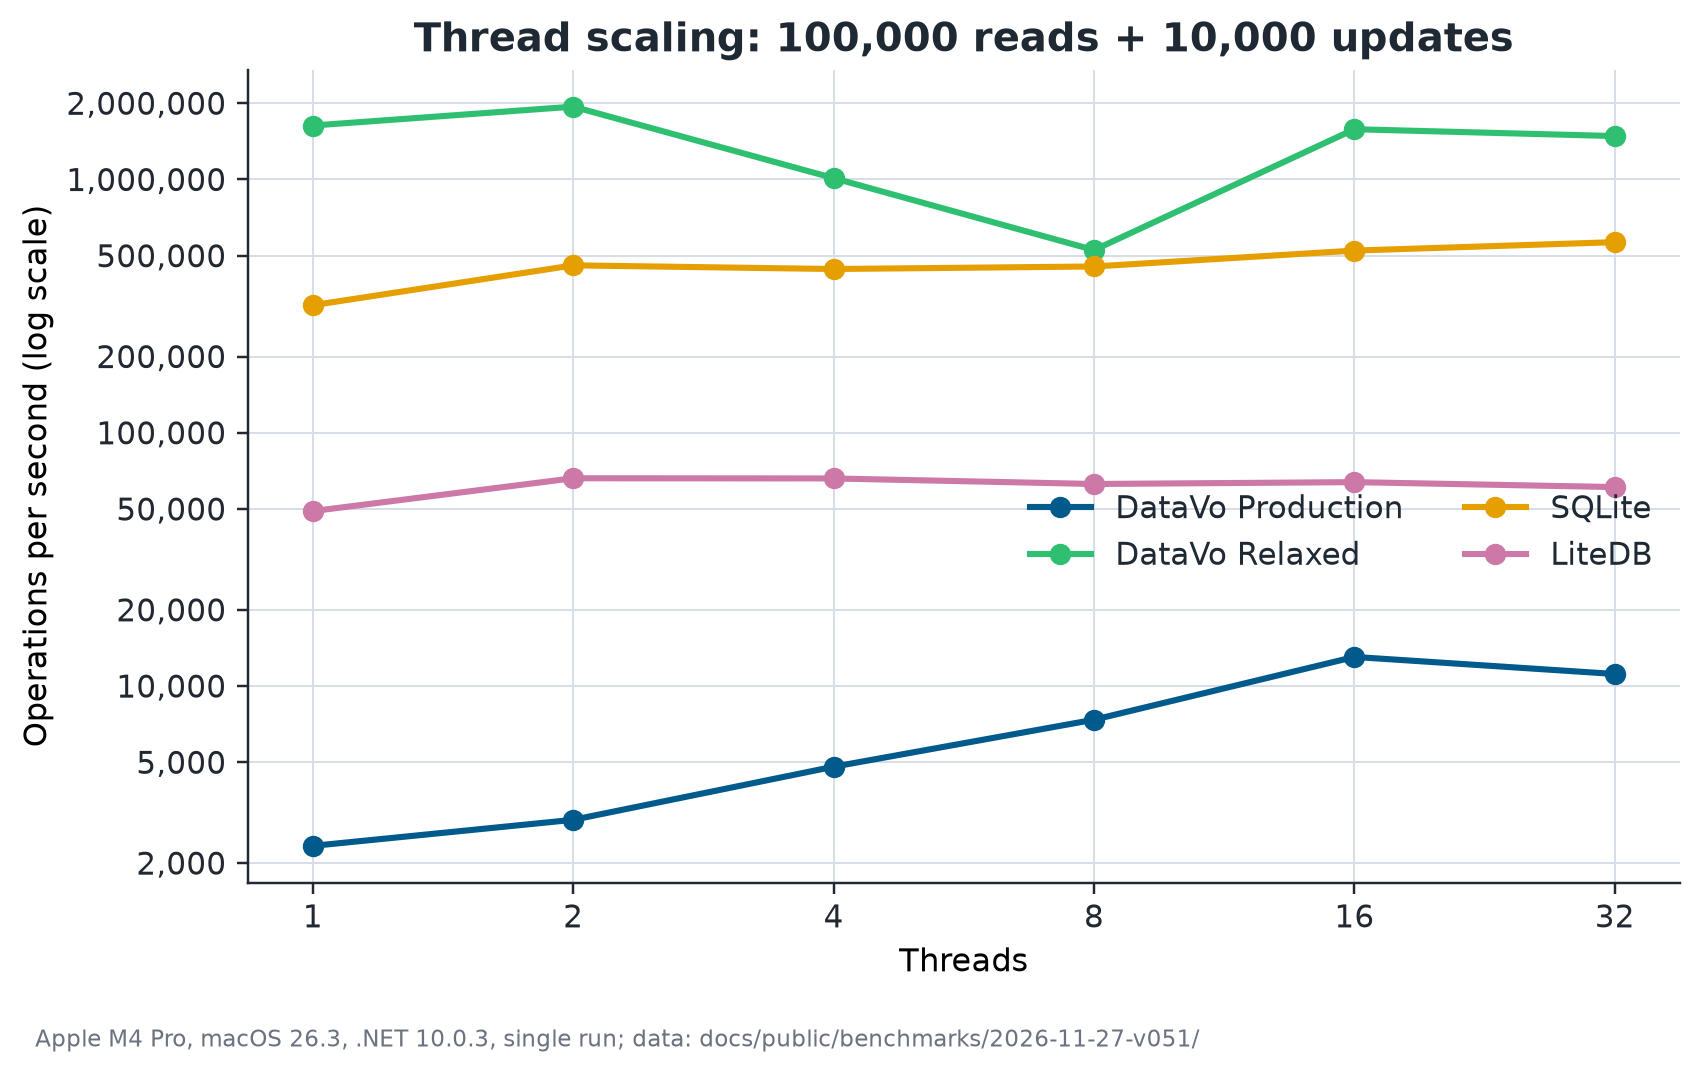 Thread scaling: 100,000 reads + 10,000 updates
Operations per second (log scale)
2,000,000
1,000,000
500,000
200,000
100,000
50,000
20,000
10,000
5,000
2,000
DataVo Production
SQLite
DataVo Relaxed
LiteDB
1 2 4 8 16 32
Threads
Apple M4 Pro, macOS 26.3, .NET 10.0.3, single run; data: docs/public/benchmarks/2026-11-27-v051/